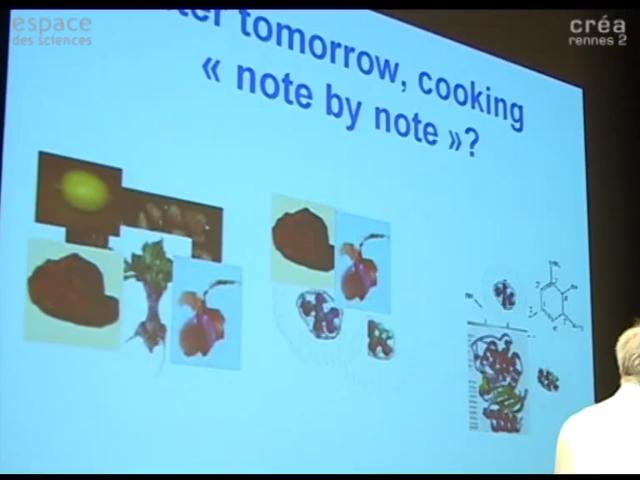 espace
des sciences
créa
rennes 2
tomorrow, cooking
« note by note »?